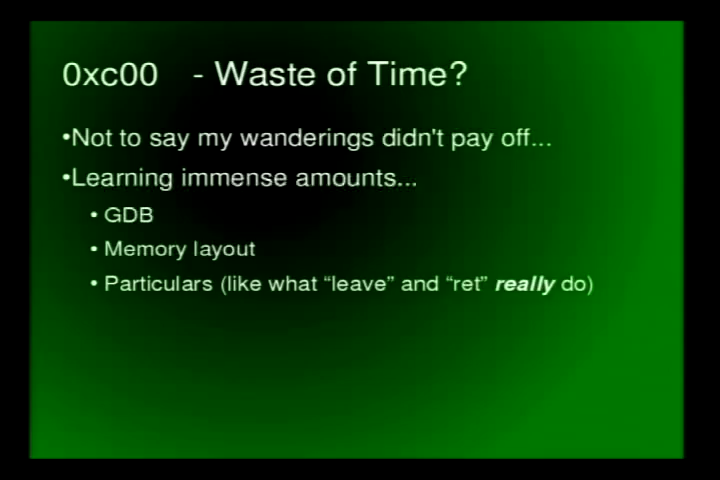 0xc00 - Waste of Time?
•Not to say my wanderings didn't pay off...
•Learning immense amounts...
• GDB
• Memory layout
• Particulars (like what “leave” and “ret” really do)